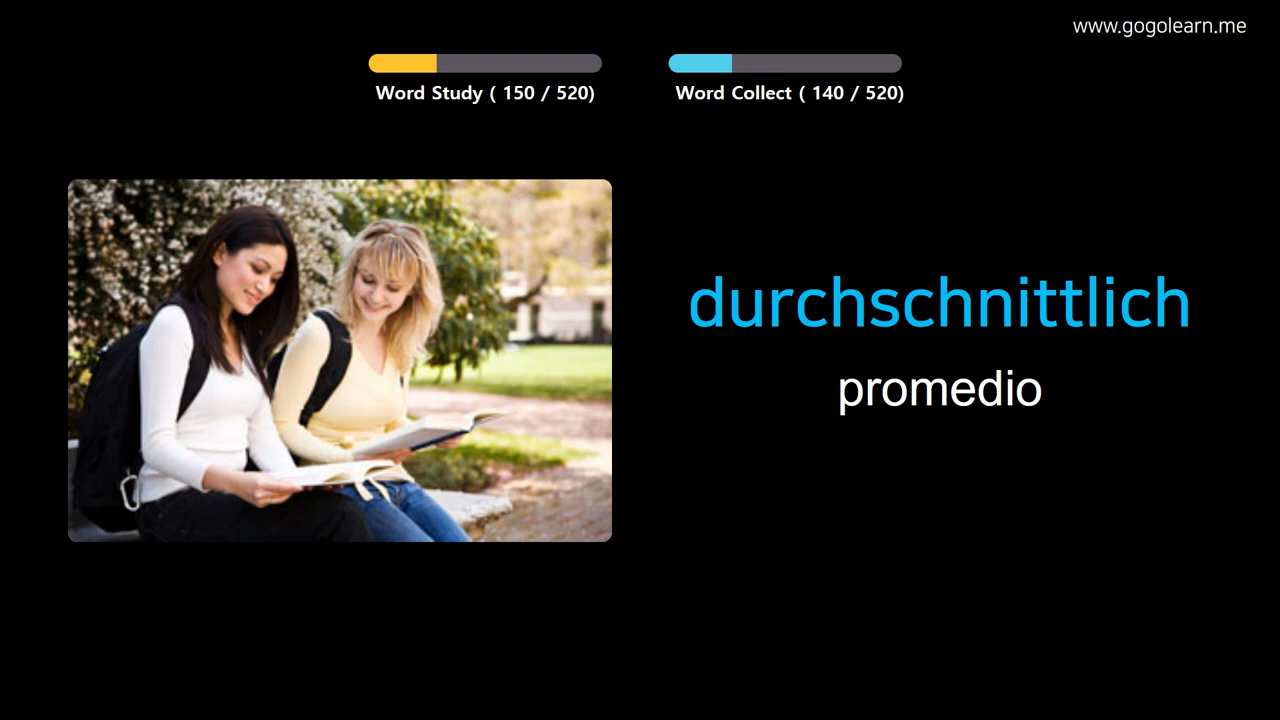 www.gogolearn.me
Word Study ( 150 / 520)
Word Collect ( 140 / 520)
durchschnittlich
promedio